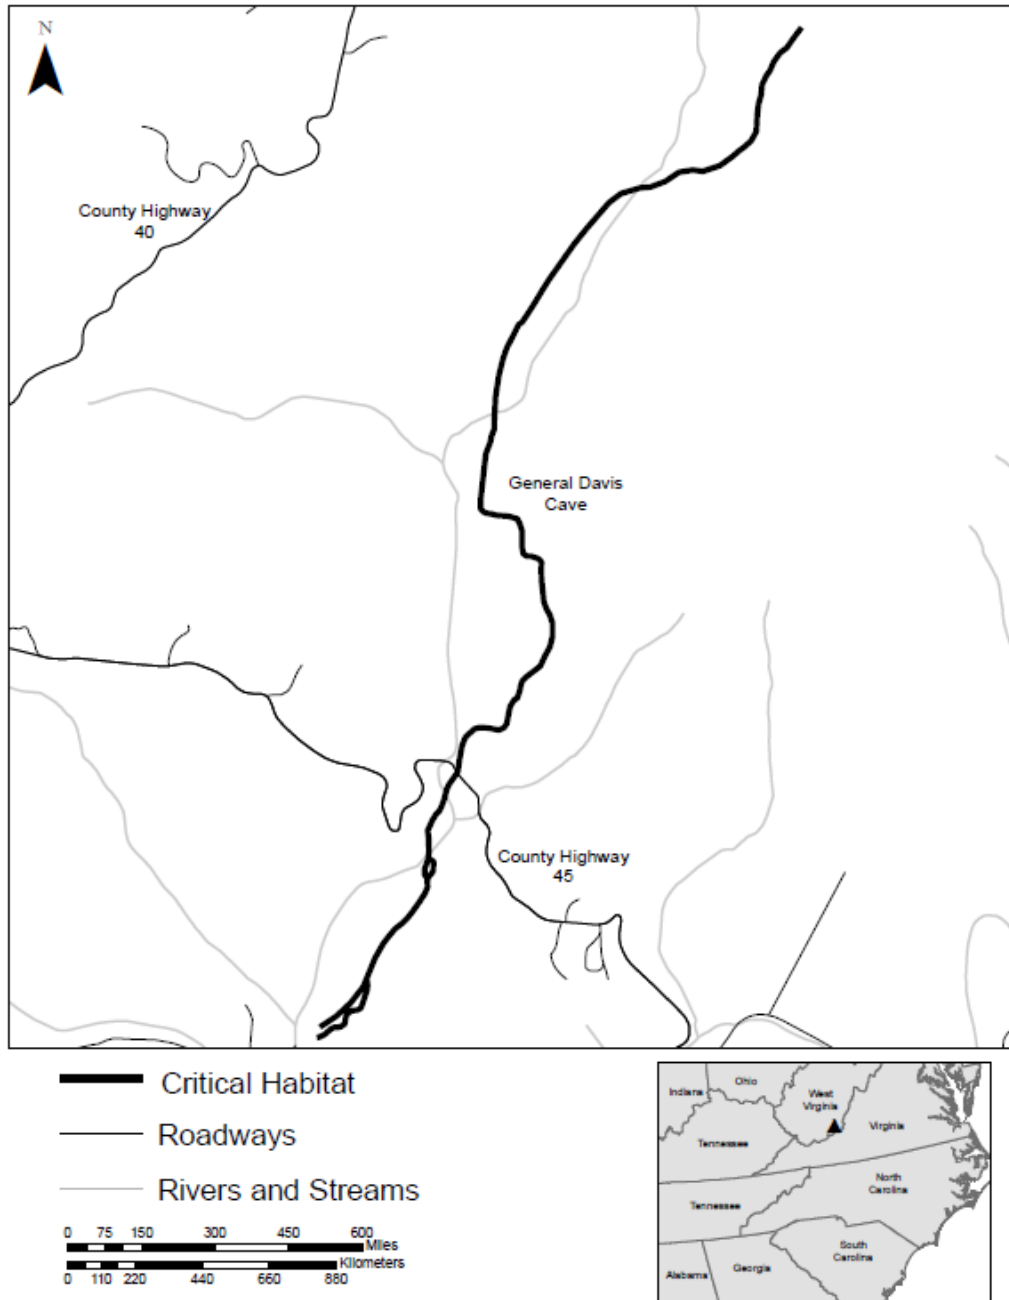 N
County Highway
40
General Davis
Cave
County Highway
45
Critical Habitat
Roadways
Rivers and Streams
0 75 150 300 450 600
Miles
Kilometers
0 110 220 440 660 880
Indiana
Ohio
West
Virginia
Virginia
Tennessee
North
Carolina
Tennessee
South
Carolina
Alabama
Georgia